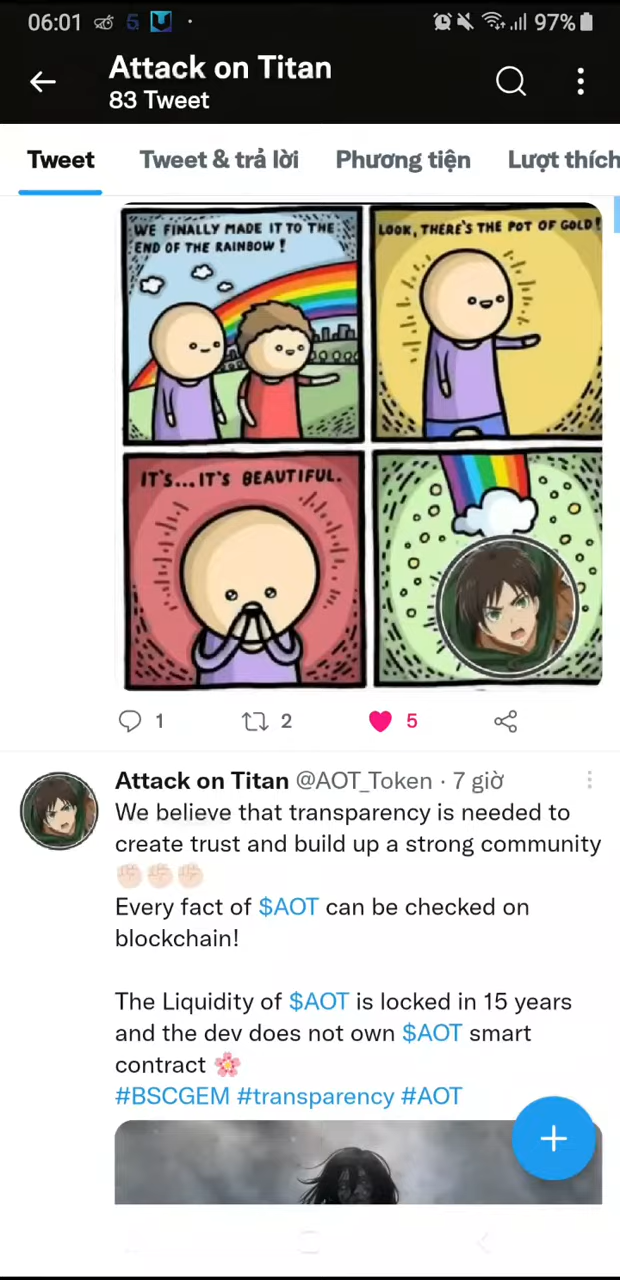 06:01
97%
Attack on Titan
83 Tweet
Tweet
Tweet & trả lời
Phương tiện
Lượt thích
WE FINALLY MADE IT TO THE
END OF THE RAINBOW!
LOOK, THERE'S THE POT OF GOLD!
IT'S...IT'S BEAUTIFUL.
1
2
5
Attack on Titan @AOT_Token · 7 giờ
We believe that transparency is needed to
create trust and build up a strong community
✊🏻✊🏻✊🏻
Every fact of $AOT can be checked on
blockchain!
The Liquidity of $AOT is locked in 15 years
and the dev does not own $AOT smart
contract 🌸
#BSCGEM #transparency #AOT